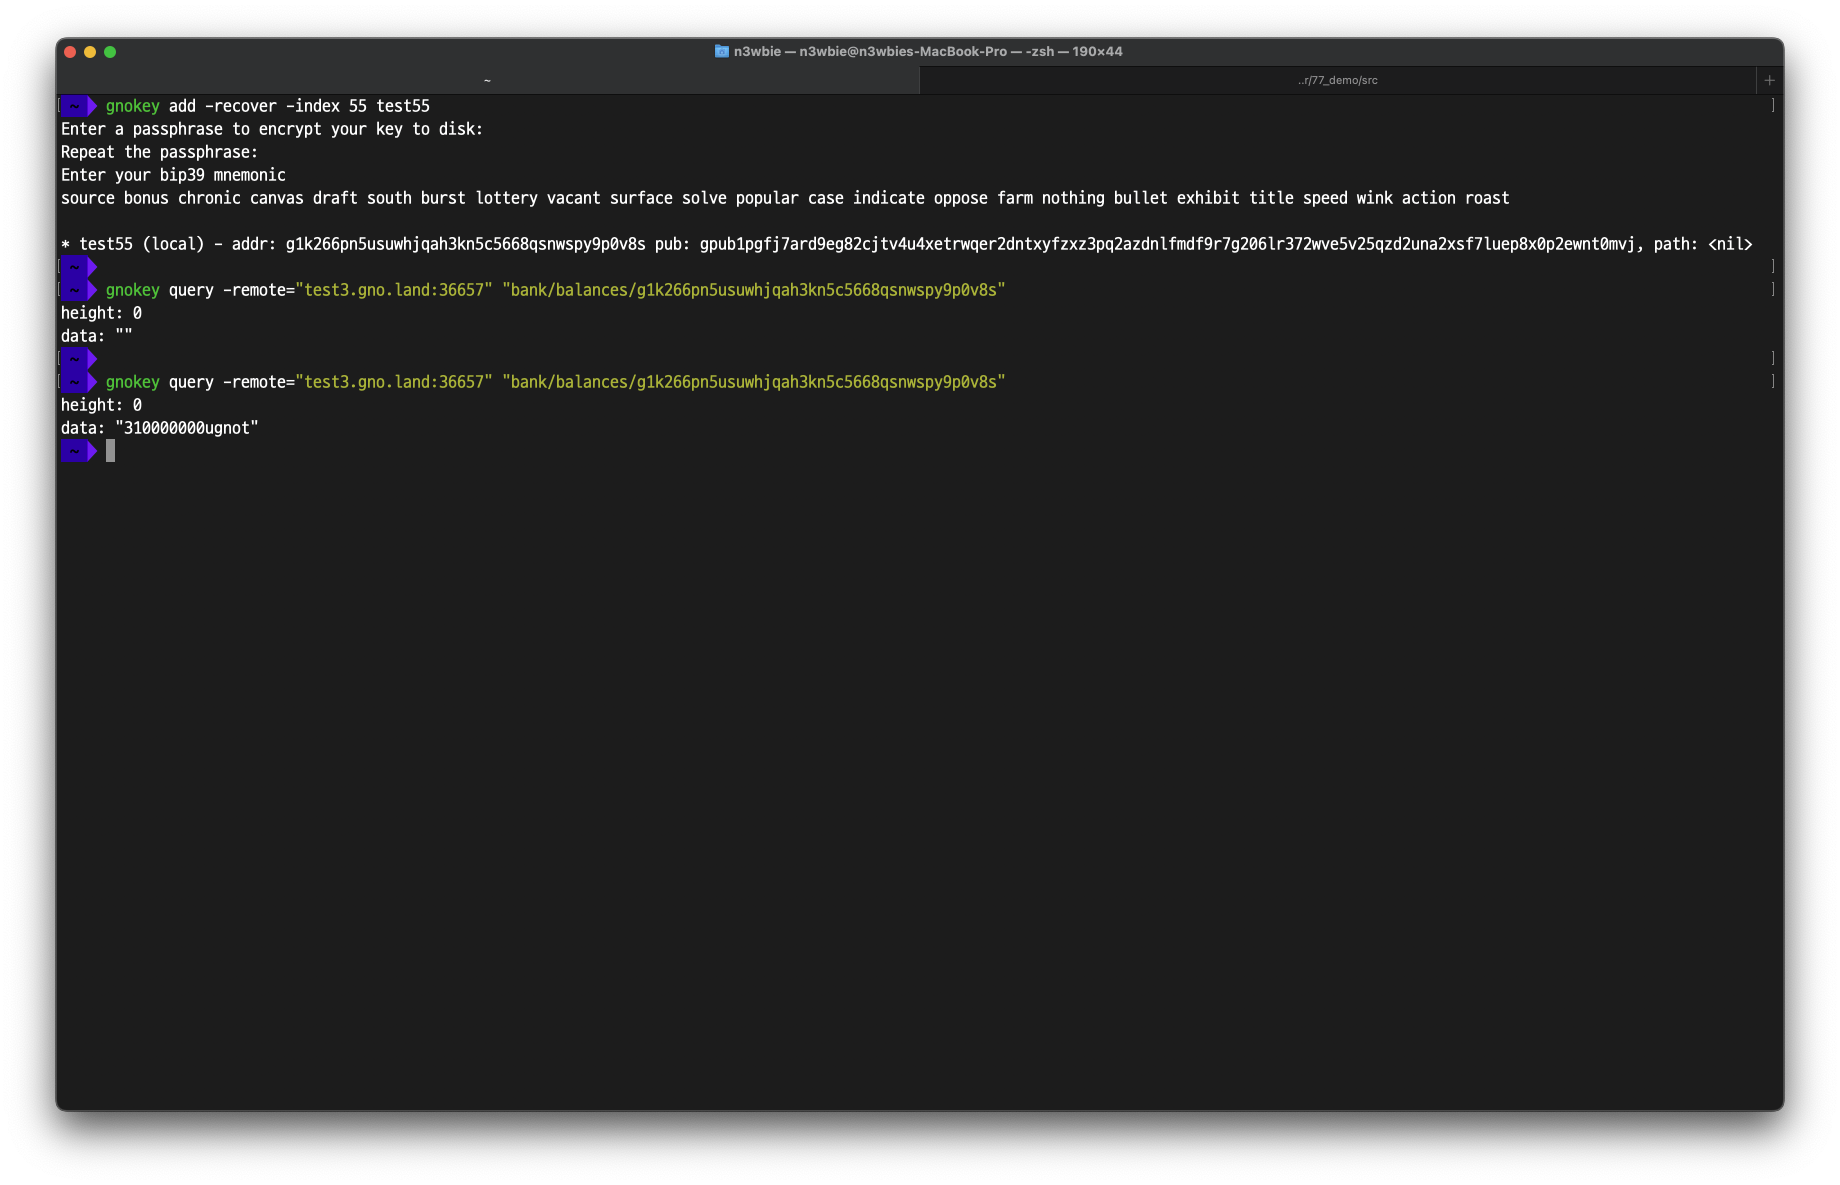 n3wbie — n3wbie@n3wbies-MacBook-Pro — -zsh — 190×44
~
..r/77_demo/src
+
[ ~ gnokey add -recover -index 55 test55 ]
Enter a passphrase to encrypt your key to disk:
Repeat the passphrase:
Enter your bip39 mnemonic
source bonus chronic canvas draft south burst lottery vacant surface solve popular case indicate oppose farm nothing bullet exhibit title speed wink action roast
* test55 (local) - addr: g1k266pn5usuwhjqah3kn5c5668qsnwspy9p0v8s pub: gpub1pgfj7ard9eg82cjtv4u4xetrwqer2dntxyfzxz3pq2azdnlfmdf9r7g206lr372wve5v25qzd2una2xsf7luep8x0p2ewnt0mvj, path: <nil>
[ ~ ]
[ ~ gnokey query -remote="test3.gno.land:36657" "bank/balances/g1k266pn5usuwhjqah3kn5c5668qsnwspy9p0v8s" ]
height: 0
data: ""
[ ~ ]
[ ~ gnokey query -remote="test3.gno.land:36657" "bank/balances/g1k266pn5usuwhjqah3kn5c5668qsnwspy9p0v8s" ]
height: 0
data: "310000000ugnot"
~